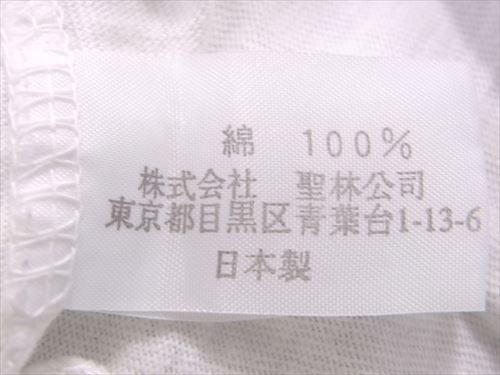 綿　100%
株式会社　聖林公司
東京都目黒区青葉台1-13-6
日本製